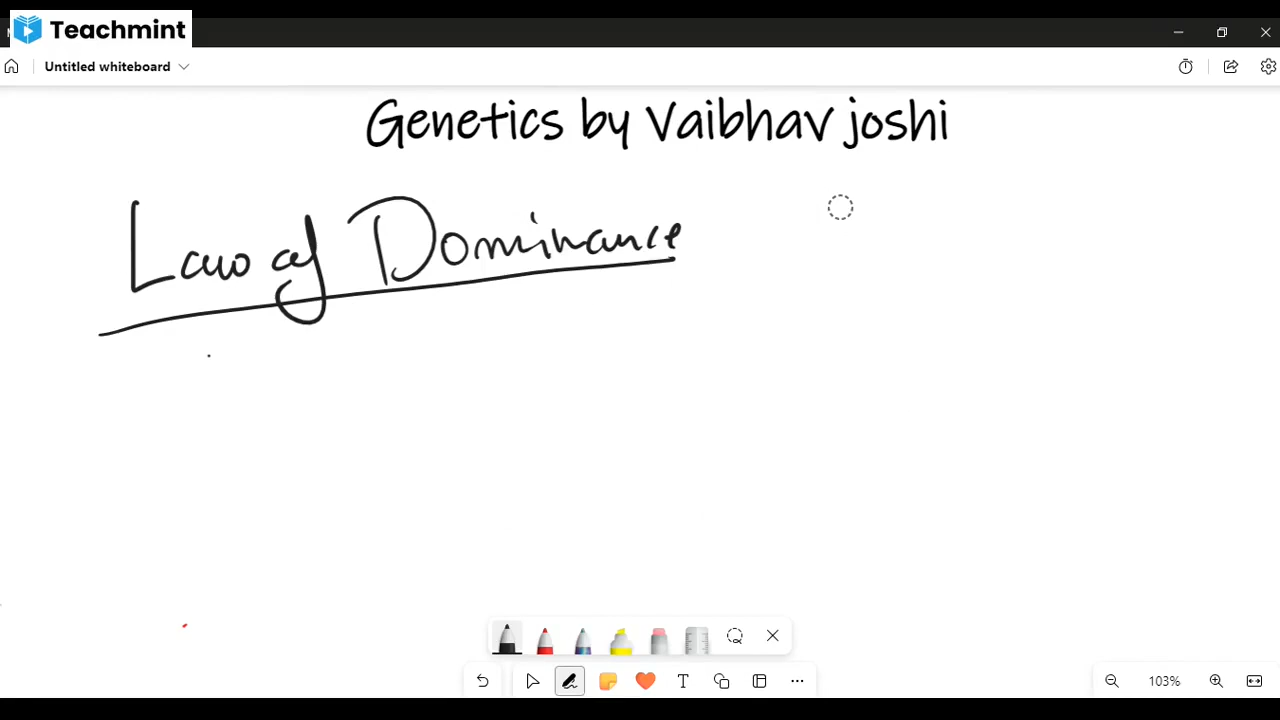 Teachmint
Untitled whiteboard
Genetics by Vaibhav joshi
Law of Dominance
103%